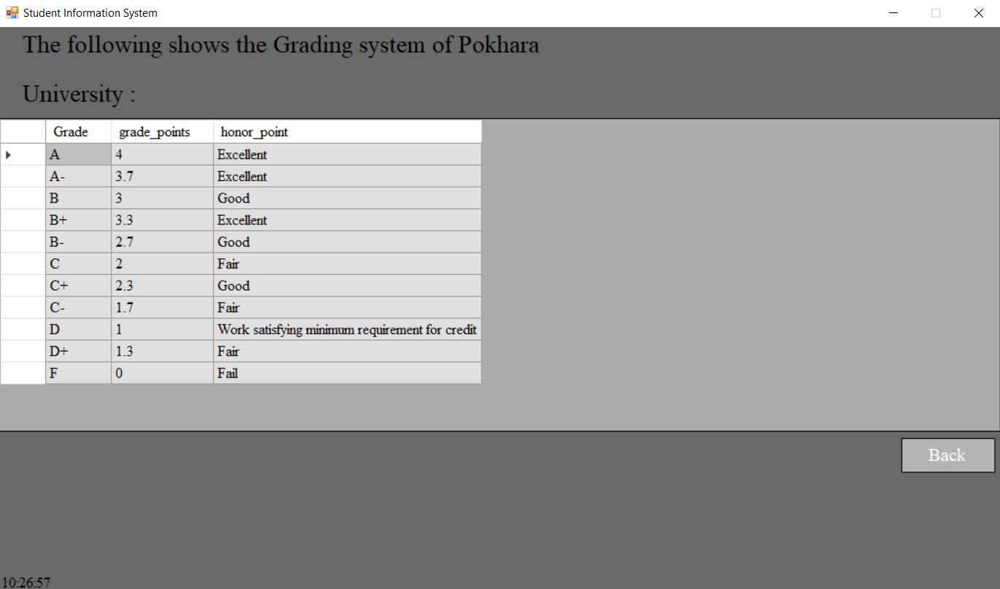 Student Information System
The following shows the Grading system of Pokhara
University :
Grade grade_points honor_point
A 4 Excellent
A- 3.7 Excellent
B 3 Good
B+ 3.3 Excellent
B- 2.7 Good
C 2 Fair
C+ 2.3 Good
C- 1.7 Fair
D 1 Work satisfying minimum requirement for credit
D+ 1.3 Fair
F 0 Fail
Back
10:26:57